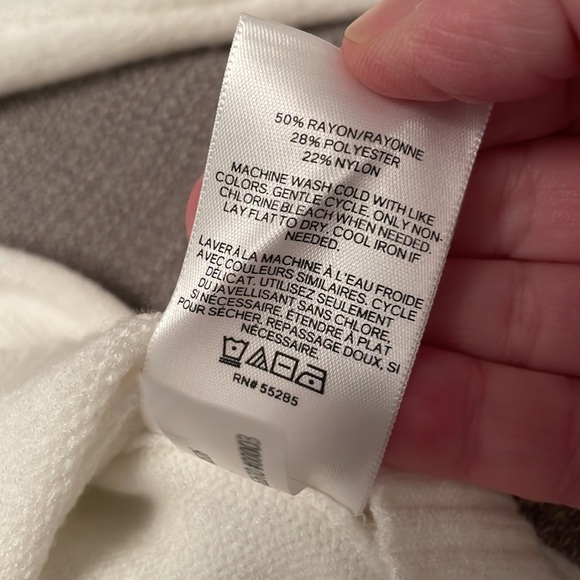 50% RAYON/RAYONNE
28% POLYESTER
22% NYLON
MACHINE WASH COLD WITH LIKE
COLORS. GENTLE CYCLE. ONLY NON-
CHLORINE BLEACH WHEN NEEDED.
LAY FLAT TO DRY. COOL IRON IF
NEEDED.
LAVER À LA MACHINE À L'EAU FROIDE
AVEC COULEURS SIMILAIRES. CYCLE
DÉLICAT. UTILISEZ SEULEMENT
DU JAVELLISANT SANS CHLORE,
SI NÉCESSAIRE. ÉTENDRE À PLAT
POUR SÉCHER. REPASSAGE DOUX, SI
NÉCESSAIRE.
RN# 55285